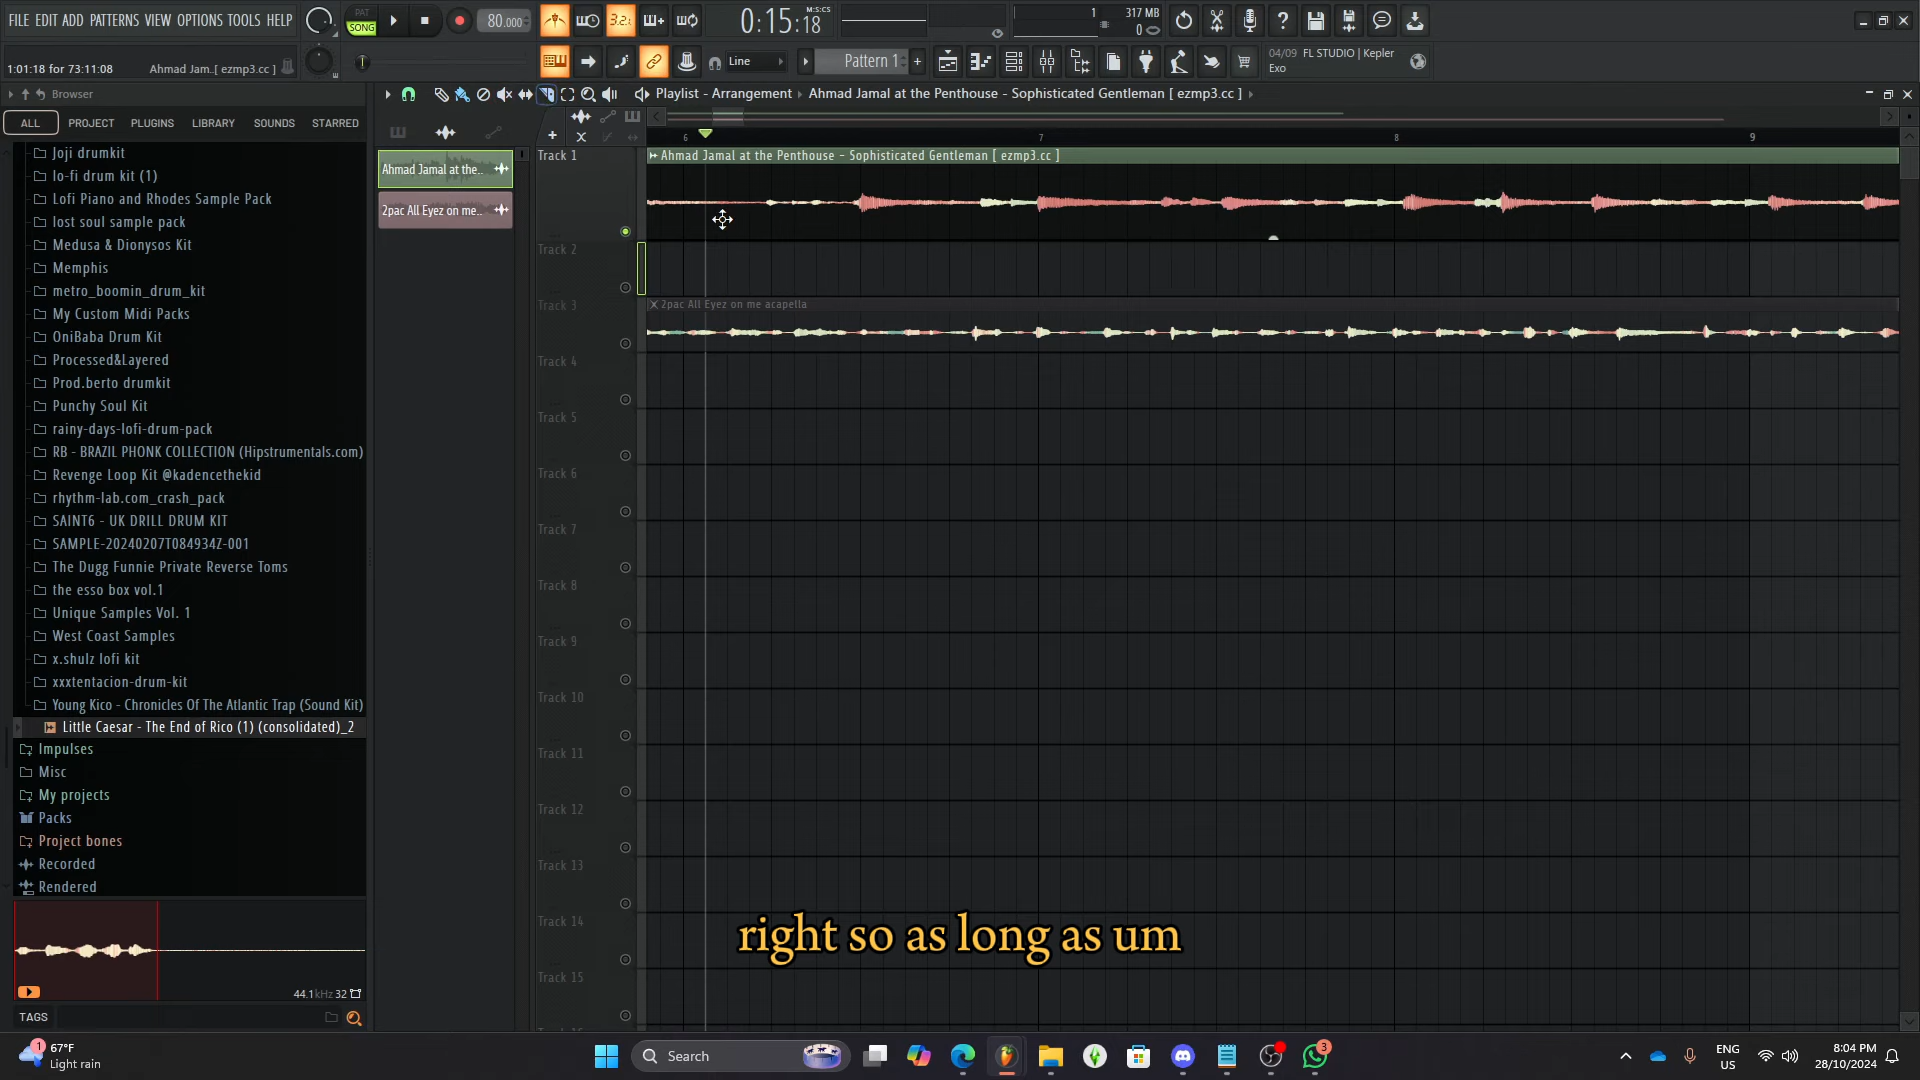 FILE EDIT ADD PATTERNS VIEW OPTIONS TOOLS HELP
PAT
SONG
80.000
3.2.
0:15:18
M:S:CS
1
317 MB
0
1:01:18 for 73:11:08
Ahmad Jam..[ ezmp3.cc ]
Line
Pattern 1
04/09 FL STUDIO | Kepler
Exo
Browser
Playlist - Arrangement
Ahmad Jamal at the Penthouse - Sophisticated Gentleman [ ezmp3.cc ]
ALL
PROJECT
PLUGINS
LIBRARY
SOUNDS
STARRED
Joji drumkit
lo-fi drum kit (1)
Lofi Piano and Rhodes Sample Pack
lost soul sample pack
Medusa & Dionysos Kit
Memphis
metro_boomin_drum_kit
My Custom Midi Packs
OniBaba Drum Kit
Processed&Layered
Prod.berto drumkit
Punchy Soul Kit
rainy-days-lofi-drum-pack
RB - BRAZIL PHONK COLLECTION (Hipstrumentals.com)
Revenge Loop Kit @kadencethekid
rhythm-lab.com_crash_pack
SAINT6 - UK DRILL DRUM KIT
SAMPLE-20240207T084934Z-001
The Dugg Funnie Private Reverse Toms
the esso box vol.1
Unique Samples Vol. 1
West Coast Samples
x.shulz lofi kit
xxxtentacion-drum-kit
Young Kico - Chronicles Of The Atlantic Trap (Sound Kit)
Little Caesar - The End of Rico (1) (consolidated)_2
Impulses
Misc
My projects
Packs
Project bones
Recorded
Rendered
44.1kHz 32
TAGS
Ahmad Jamal at the..
2pac All Eyez on me..
6
7
8
9
Track 1
Ahmad Jamal at the Penthouse - Sophisticated Gentleman [ ezmp3.cc ]
Track 2
Track 3
2pac All Eyez on me acapella
Track 4
Track 5
Track 6
Track 7
Track 8
Track 9
Track 10
Track 11
Track 12
Track 13
Track 14
Track 15
right so as long as um
1
67°F
Light rain
Search
3
ENG
US
8:04 PM
28/10/2024